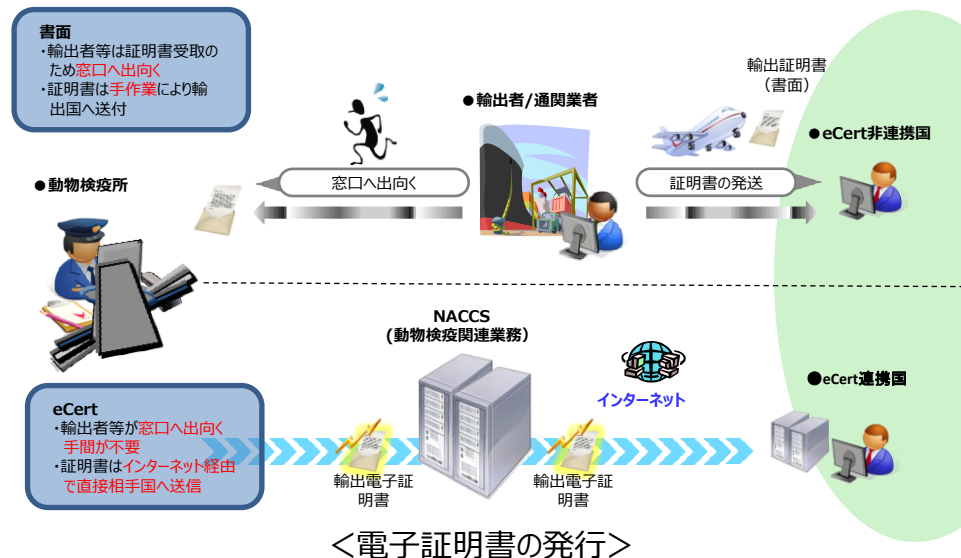 書面
・輸出者等は証明書受取の
ため窓口へ出向く
・証明書は手作業により輸
出国へ送付
●輸出者/通関業者
輸出証明書
（書面）
●eCert非連携国
窓口へ出向く
証明書の発送
●動物検疫所
NACCS
(動物検疫関連業務）
インターネット
●eCert連携国
eCert
・輸出者等が窓口へ出向く
手間が不要
・証明書はインターネット経由
で直接相手国へ送信
輸出電子証
明書
輸出電子証
明書
＜電子証明書の発行＞